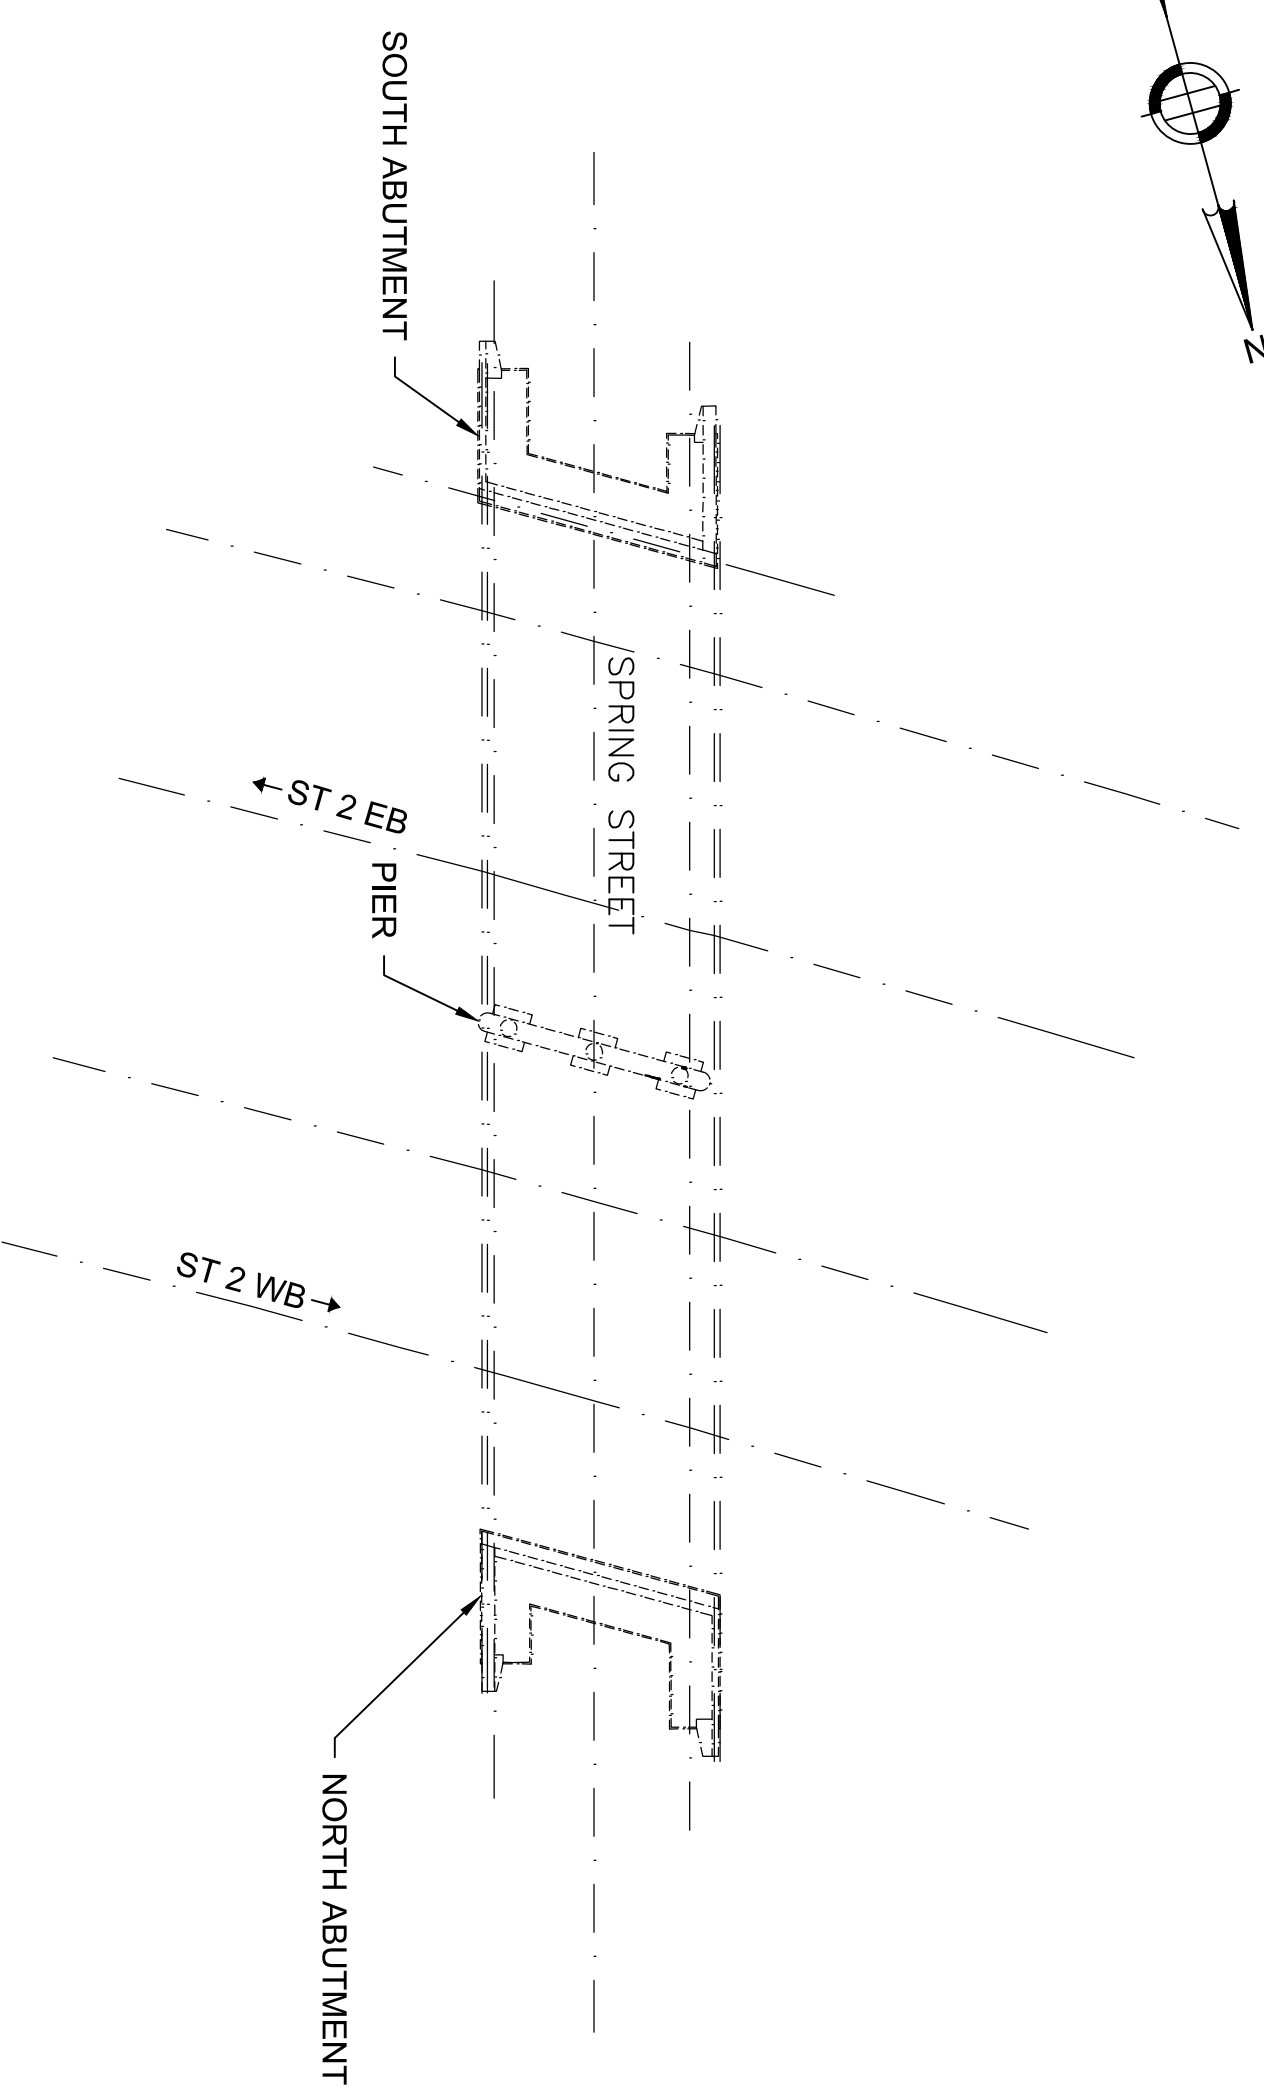 SOUTH ABUTMENT
N
SPRING STREET
ST 2 EB
PIER
ST 2 WB
NORTH ABUTMENT